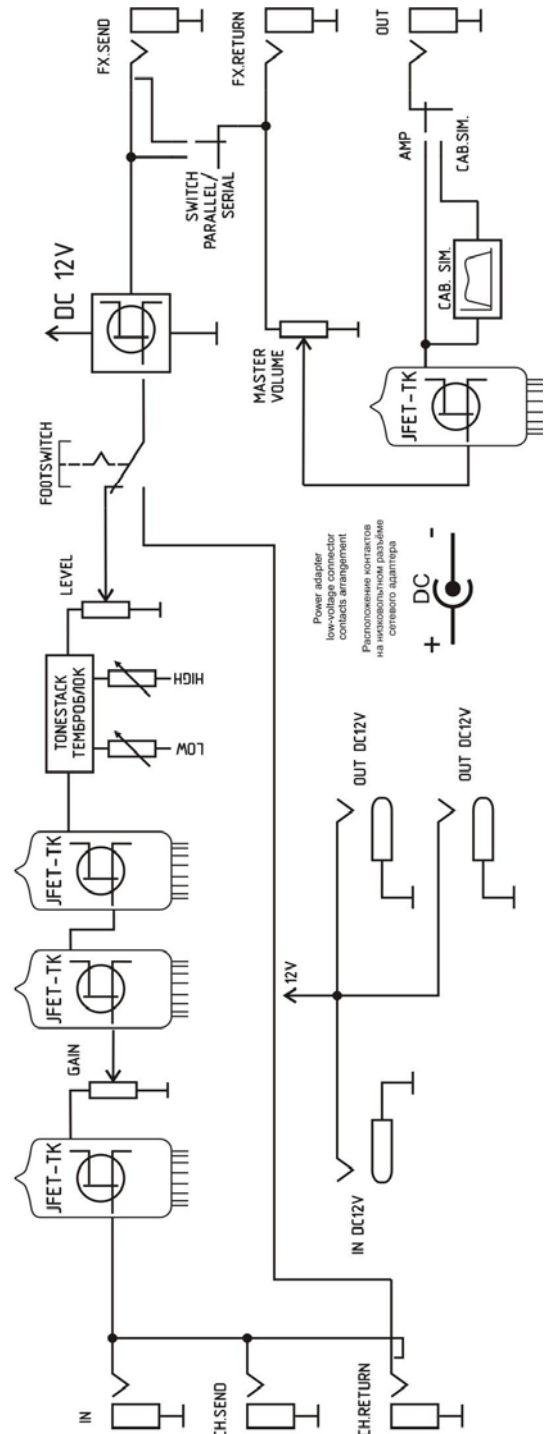 IN
CH.SEND
CH.RETURN
JFET-TK
GAIN
JFET-TK
JFET-TK
TONESTACK
ТЕМБРОБЛОК
LOW
HIGH
LEVEL
FOOTSWITCH
DC 12V
FX.SEND
SWITCH
PARALLEL/
SERIAL
FX.RETURN
MASTER
VOLUME
JFET-TK
CAB. SIM.
AMP
CAB.SIM.
OUT
IN DC12V
12V
OUT DC12V
OUT DC12V
Power adapter
low-voltage connector
contacts arrangement
Расположение контактов
на низковольтном разъёме
сетевого адаптера
+ DC -